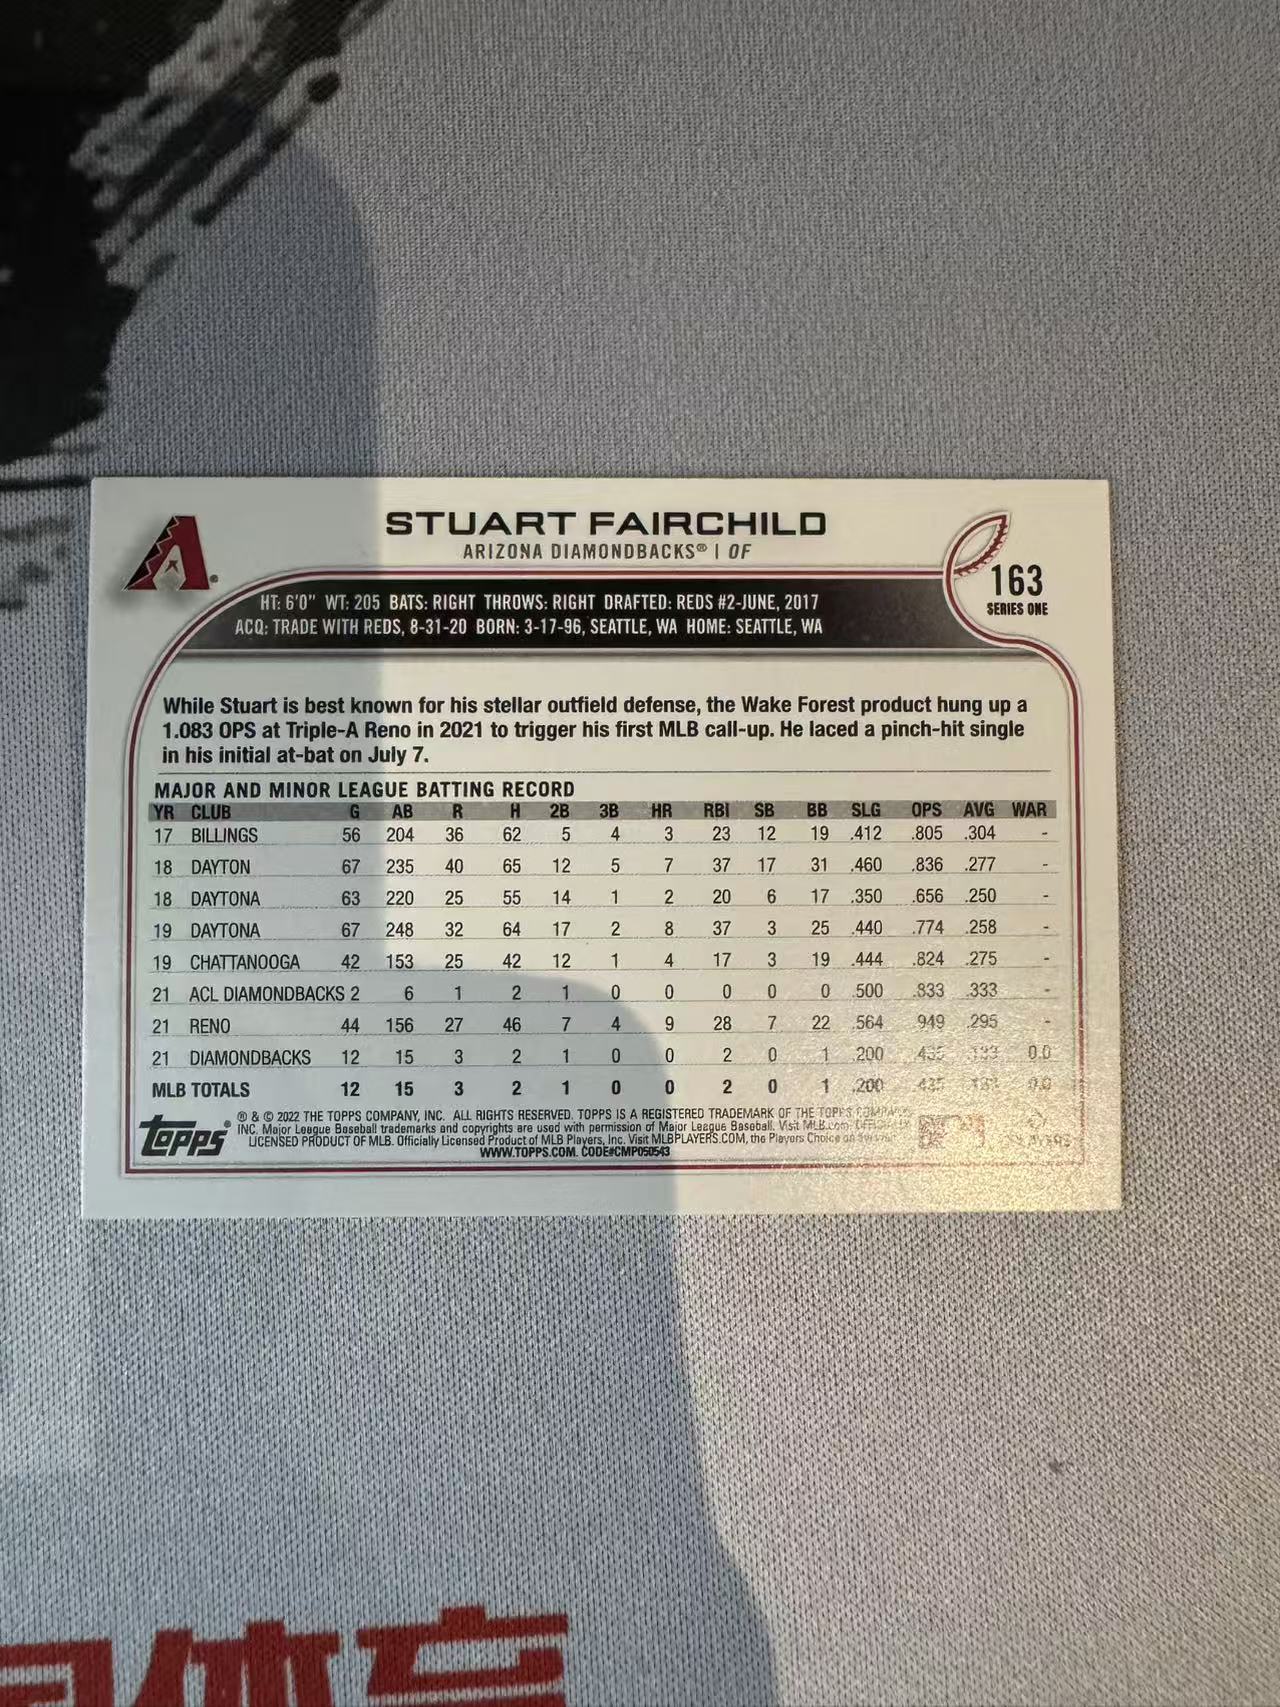 STUART FAIRCHILD
ARIZONA DIAMONDBACKS® | OF
163
SERIES ONE
HT: 6'0" WT: 205 BATS: RIGHT THROWS: RIGHT DRAFTED: REDS #2-JUNE, 2017
ACQ: TRADE WITH REDS, 8-31-20 BORN: 3-17-96, SEATTLE, WA HOME: SEATTLE, WA
While Stuart is best known for his stellar outfield defense, the Wake Forest product hung up a
1.083 OPS at Triple-A Reno in 2021 to trigger his first MLB call-up. He laced a pinch-hit single
in his initial at-bat on July 7.
MAJOR AND MINOR LEAGUE BATTING RECORD
YR CLUB G AB R H 2B 3B HR RBI SB BB SLG OPS AVG WAR
17 BILLINGS 56 204 36 62 5 4 3 23 12 19 .412 .805 .304 -
18 DAYTON 67 235 40 65 12 5 7 37 17 31 .460 .836 .277 -
18 DAYTONA 63 220 25 55 14 1 2 20 6 17 .350 .656 .250 -
19 DAYTONA 67 248 32 64 17 2 8 37 3 25 .440 .774 .258 -
19 CHATTANOOGA 42 153 25 42 12 1 4 17 3 19 .444 .824 .275 -
21 ACL DIAMONDBACKS 2 6 1 2 1 0 0 0 0 0 .500 .833 .333 -
21 RENO 44 156 27 46 7 4 9 28 7 22 .564 .949 .295 -
21 DIAMONDBACKS 12 15 3 2 1 0 0 2 0 1 .200 .435 .133 0.0
MLB TOTALS 12 15 3 2 1 0 0 2 0 1 .200 .435 .133 0.0
Topps
® & © 2022 THE TOPPS COMPANY, INC. ALL RIGHTS RESERVED. TOPPS IS A REGISTERED TRADEMARK OF THE TOPPS COMPANY,
INC. Major League Baseball trademarks and copyrights are used with permission of Major League Baseball. Visit MLB.com. OFFICIALLY
LICENSED PRODUCT OF MLB. Officially Licensed Product of MLB Players, Inc. Visit MLBPLAYERS.COM, the Players Choice on
WWW.TOPPS.COM. CODE#CMP050543
体育